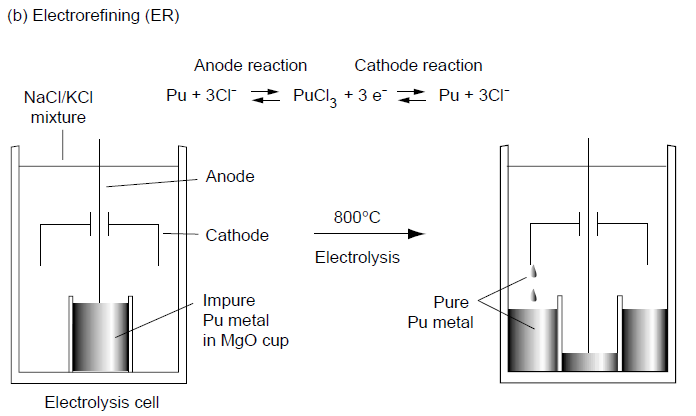 (b) Electrorefining (ER)
Anode reaction Cathode reaction
Pu + 3Cl⁻ ⇌ PuCl₃ + 3 e⁻ ⇌ Pu + 3Cl⁻
NaCl/KCl
mixture
Anode
Cathode
800°C
Electrolysis
Impure
Pu metal
in MgO cup
Pure
Pu metal
Electrolysis cell